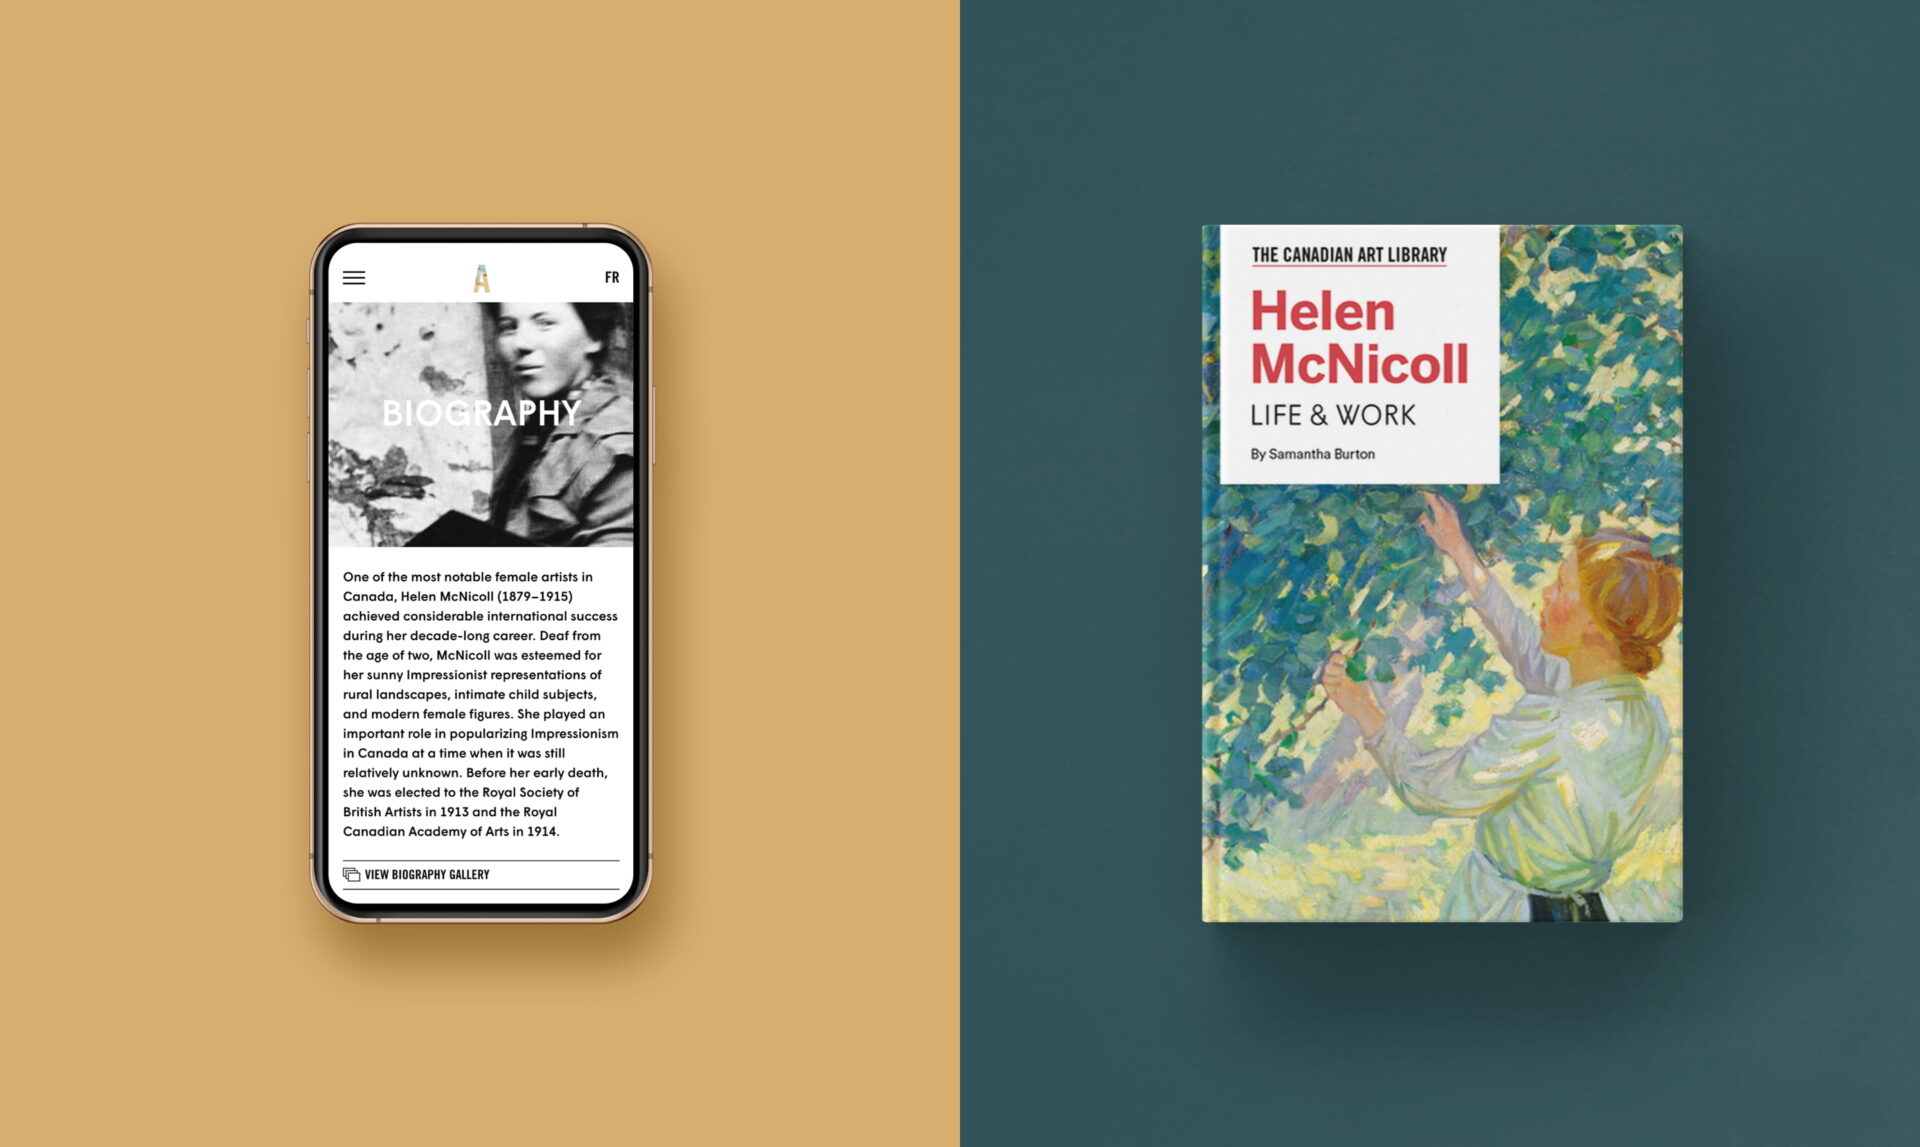 FR
BIOGRAPHY
One of the most notable female artists in
Canada, Helen McNicoll (1879–1915)
achieved considerable international success
during her decade-long career. Deaf from
the age of two, McNicoll was esteemed for
her sunny Impressionist representations of
rural landscapes, intimate child subjects,
and modern female figures. She played an
important role in popularizing Impressionism
in Canada at a time when it was still
relatively unknown. Before her early death,
she was elected to the Royal Society of
British Artists in 1913 and the Royal
Canadian Academy of Arts in 1914.
VIEW BIOGRAPHY GALLERY
THE CANADIAN ART LIBRARY
Helen
McNicoll
LIFE & WORK
By Samantha Burton